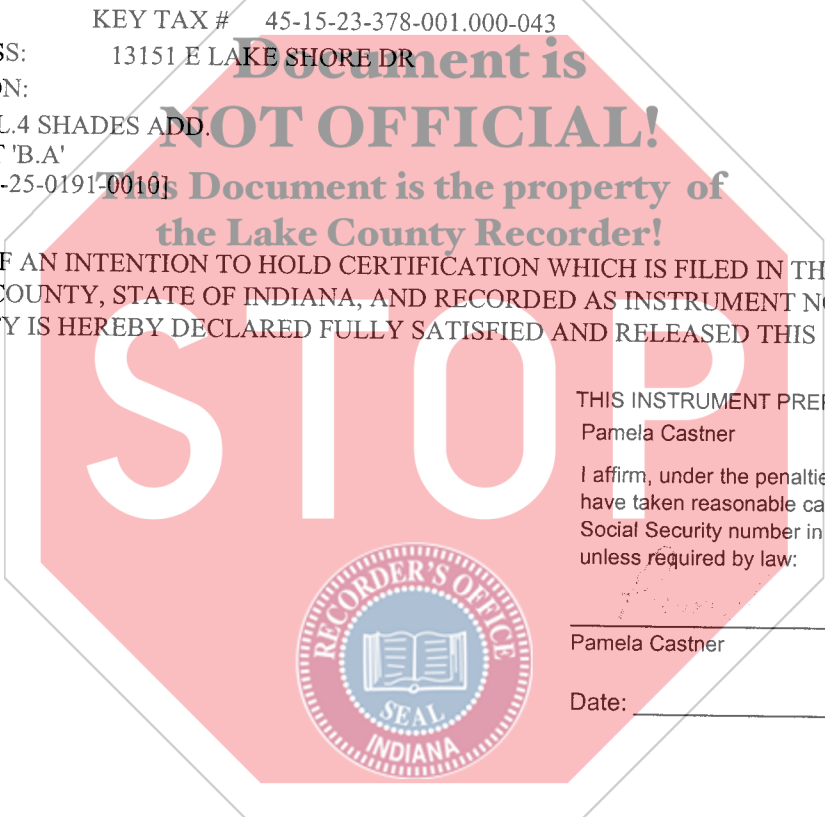 KEY TAX # 45-15-23-378-001.000-043
SS: 13151 E LAKE SHORE DR
ON:
L.4 SHADES ADD.
T 'B.A'
-25-0191-0010]
Document is
NOT OFFICIAL!
This Document is the property of
the Lake County Recorder!
F AN INTENTION TO HOLD CERTIFICATION WHICH IS FILED IN TH
COUNTY, STATE OF INDIANA, AND RECORDED AS INSTRUMENT NO
TY IS HEREBY DECLARED FULLY SATISFIED AND RELEASED THIS
STOP
THIS INSTRUMENT PREP
Pamela Castner
I affirm, under the penaltie
have taken reasonable ca
Social Security number in
unless required by law:
Pamela Castner
Date:
RECORDER'S OFFICE
SEAL
INDIANA